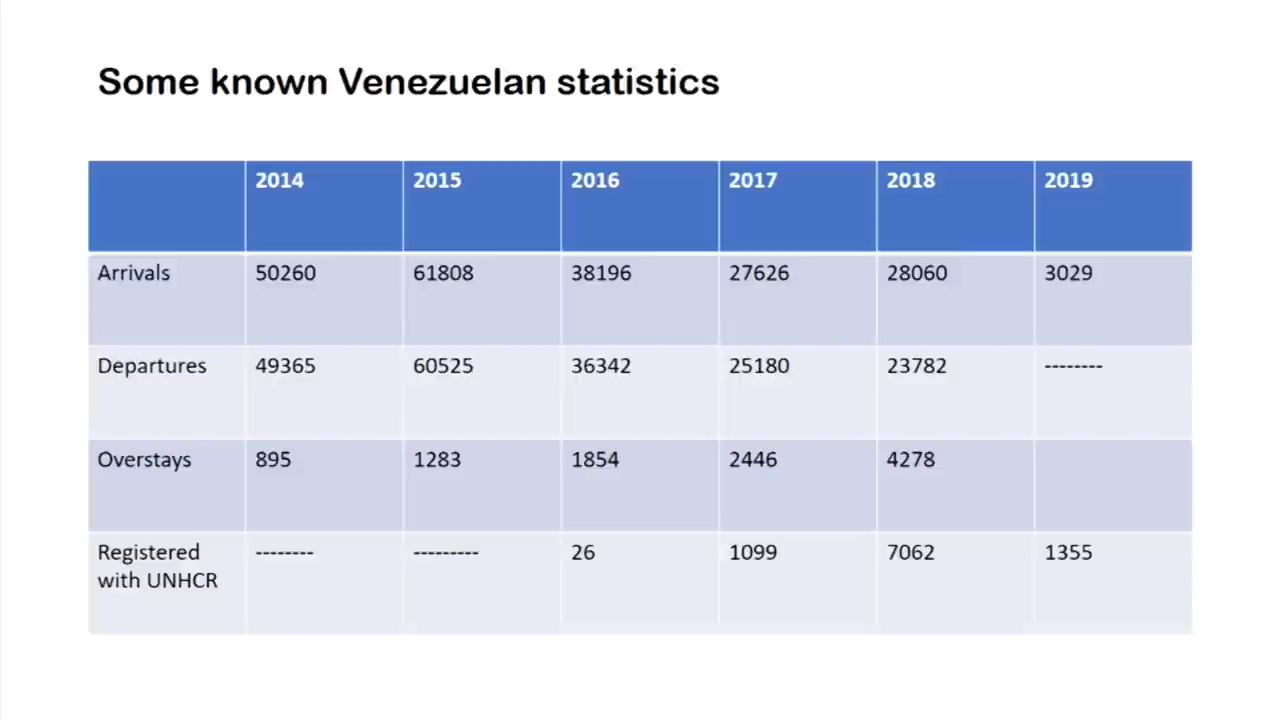 Some known Venezuelan statistics
2014 2015 2016 2017 2018 2019
Arrivals 50260 61808 38196 27626 28060 3029
Departures 49365 60525 36342 25180 23782 --------
Overstays 895 1283 1854 2446 4278
Registered with UNHCR -------- --------- 26 1099 7062 1355